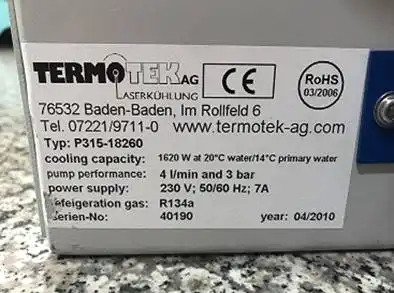 TERMOTEK AG
LASERKÜHLUNG
CE
RoHS
03/2006
76532 Baden-Baden, Im Rollfeld 6
Tel. 07221/9711-0 www.termotek-ag.com
Typ: P315-18260
cooling capacity: 1620 W at 20°C water/14°C primary water
pump performance: 4 l/min and 3 bar
power supply: 230 V; 50/60 Hz; 7A
Refeigeration gas: R134a
Serien-No: 40190 year: 04/2010